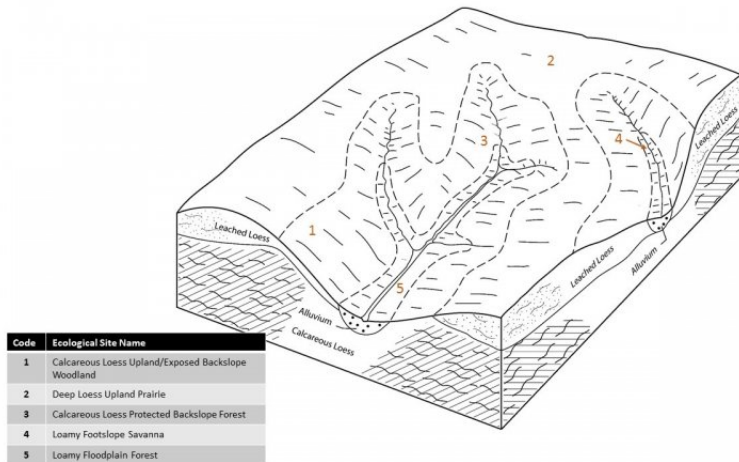 2
3
4
1
5
Leached Loess
Leached Loess
Leached Loess
Alluvium
Alluvium
Calcareous Loess
Code Ecological Site Name
1 Calcareous Loess Upland/Exposed Backslope
Woodland
2 Deep Loess Upland Prairie
3 Calcareous Loess Protected Backslope Forest
4 Loamy Footslope Savanna
5 Loamy Floodplain Forest